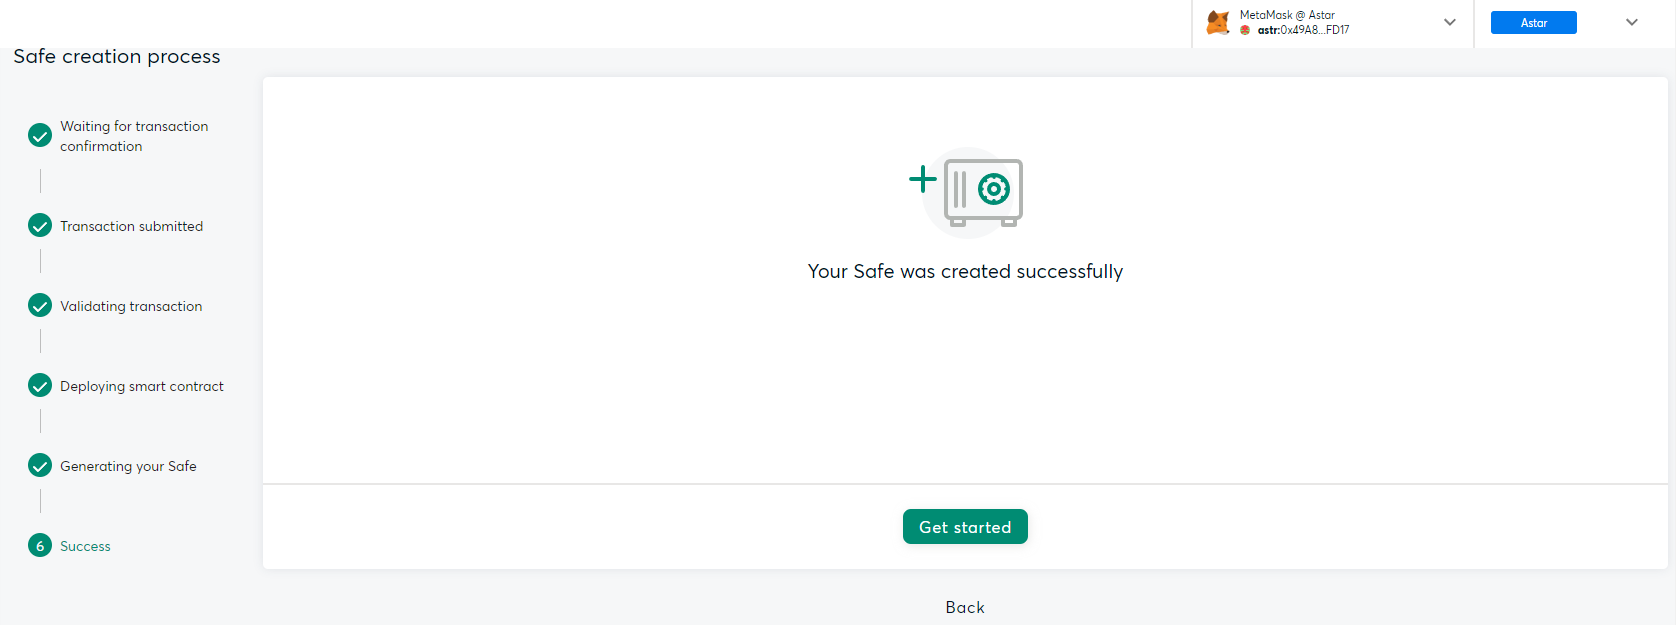 MetaMask @ Astar
astr:0x49A8...FD17
Astar
Safe creation process
Waiting for transaction
confirmation
Transaction submitted
Validating transaction
Deploying smart contract
Generating your Safe
6 Success
Your Safe was created successfully
Get started
Back